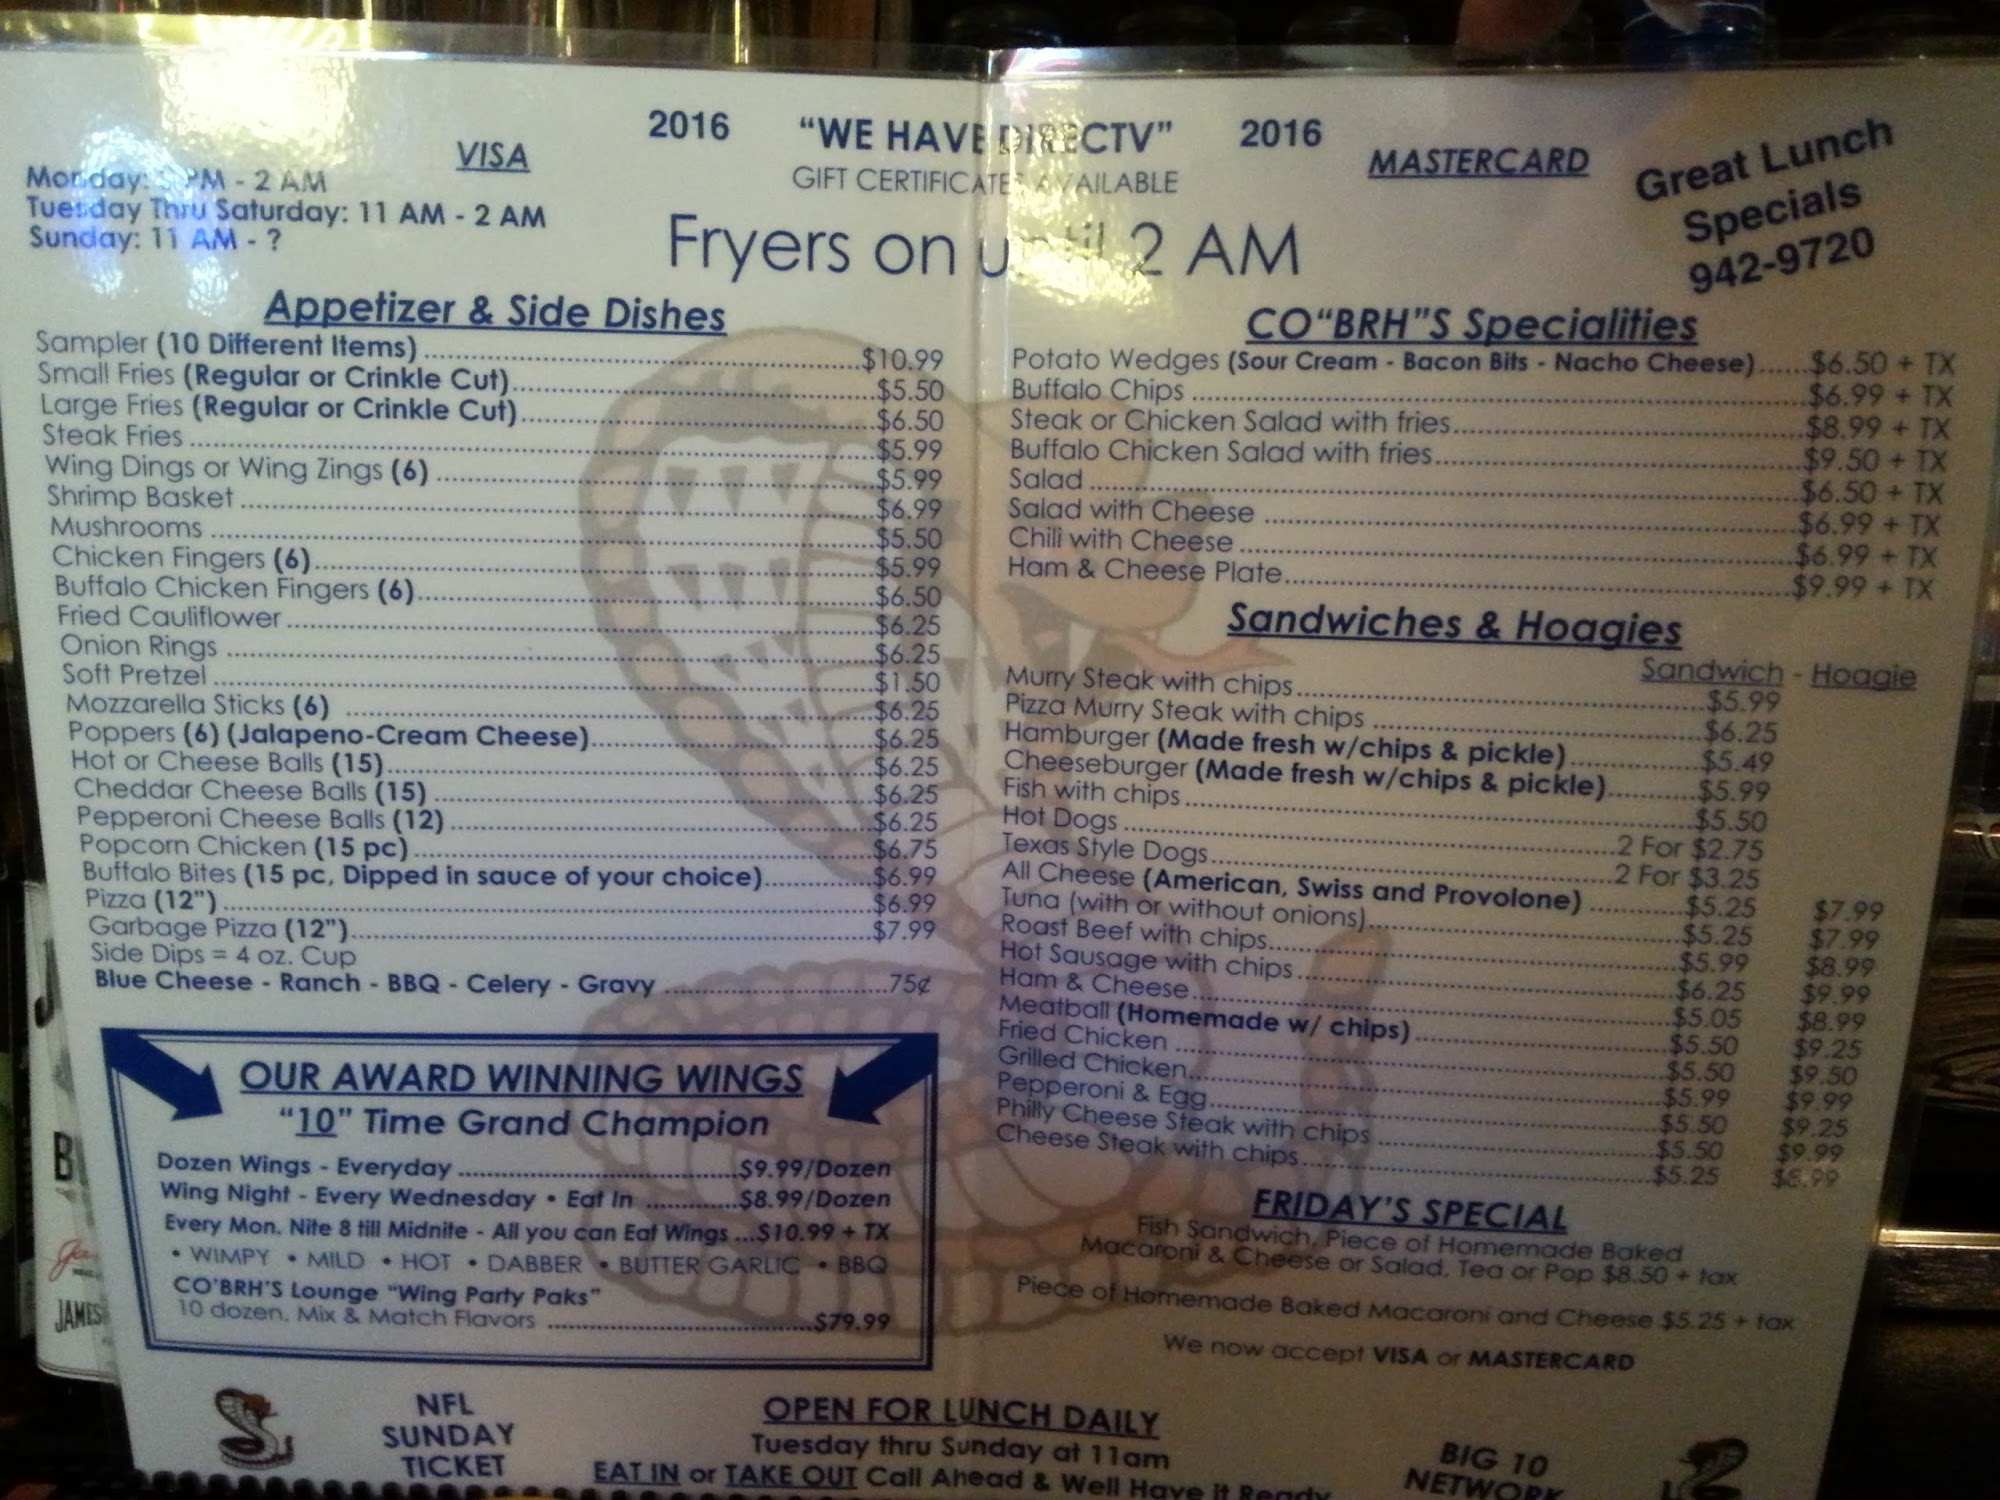 2016 "WE HAVE DIRECTV" 2016
VISA
GIFT CERTIFICATES AVAILABLE
MASTERCARD
Great Lunch
Specials
942-9720
Monday: PM - 2 AM
Tuesday Thru Saturday: 11 AM - 2 AM
Sunday: 11 AM - ?
Fryers on until 2 AM
Appetizer & Side Dishes
Sampler (10 Different Items) $10.99
Small Fries (Regular or Crinkle Cut) $5.50
Large Fries (Regular or Crinkle Cut) $6.50
Steak Fries $5.99
Wing Dings or Wing Zings (6) $5.99
Shrimp Basket $6.99
Mushrooms $5.50
Chicken Fingers (6) $5.99
Buffalo Chicken Fingers (6) $6.50
Fried Cauliflower $6.25
Onion Rings $6.25
Soft Pretzel $1.50
Mozzarella Sticks (6) $6.25
Poppers (6) (Jalapeno-Cream Cheese) $6.25
Hot or Cheese Balls (15) $6.25
Cheddar Cheese Balls (15) $6.25
Pepperoni Cheese Balls (12) $6.25
Popcorn Chicken (15 pc) $6.75
Buffalo Bites (15 pc, Dipped in sauce of your choice) $6.99
Pizza (12") $6.99
Garbage Pizza (12") $7.99
Side Dips = 4 oz. Cup
Blue Cheese - Ranch - BBQ - Celery - Gravy 75¢
OUR AWARD WINNING WINGS
"10" Time Grand Champion
Dozen Wings - Everyday $9.99/Dozen
Wing Night - Every Wednesday • Eat In $8.99/Dozen
Every Mon. Nite 8 till Midnite - All you can Eat Wings ...$10.99 + TX
• WIMPY • MILD • HOT • DABBER • BUTTER GARLIC • BBQ
CO'BRH'S Lounge "Wing Party Paks"
10 dozen, Mix & Match Flavors $79.99
CO"BRH"S Specialities
Potato Wedges (Sour Cream - Bacon Bits - Nacho Cheese) $6.50 + TX
Buffalo Chips $6.99 + TX
Steak or Chicken Salad with fries $8.99 + TX
Buffalo Chicken Salad with fries $9.50 + TX
Salad $6.50 + TX
Salad with Cheese $6.99 + TX
Chili with Cheese $6.99 + TX
Ham & Cheese Plate $9.99 + TX
Sandwiches & Hoagies
Sandwich - Hoagie
Murry Steak with chips $5.99
Pizza Murry Steak with chips $6.25
Hamburger (Made fresh w/chips & pickle) $5.49
Cheeseburger (Made fresh w/chips & pickle) $5.99
Fish with chips $5.50
Hot Dogs 2 For $2.75
Texas Style Dogs 2 For $3.25
All Cheese (American, Swiss and Provolone) $5.25 $7.99
Tuna (with or without onions) $5.25 $7.99
Roast Beef with chips $5.99 $8.99
Hot Sausage with chips $6.25 $9.99
Ham & Cheese $5.05 $8.99
Meatball (Homemade w/ chips) $5.50 $9.25
Fried Chicken $5.50 $9.50
Grilled Chicken $5.99 $9.99
Pepperoni & Egg $5.50 $9.25
Philly Cheese Steak with chips $5.50 $9.99
Cheese Steak with chips $5.25
FRIDAY'S SPECIAL
Fish Sandwich, Piece of Homemade Baked
Macaroni & Cheese or Salad, Tea or Pop $8.50 + tax
Piece of Homemade Baked Macaroni and Cheese $5.25 + tax
We now accept VISA or MASTERCARD
NFL
SUNDAY
TICKET
OPEN FOR LUNCH DAILY
Tuesday thru Sunday at 11am
EAT IN or TAKE OUT Call Ahead & Well Have it Ready
BIG 10
NETWORK
JAMES